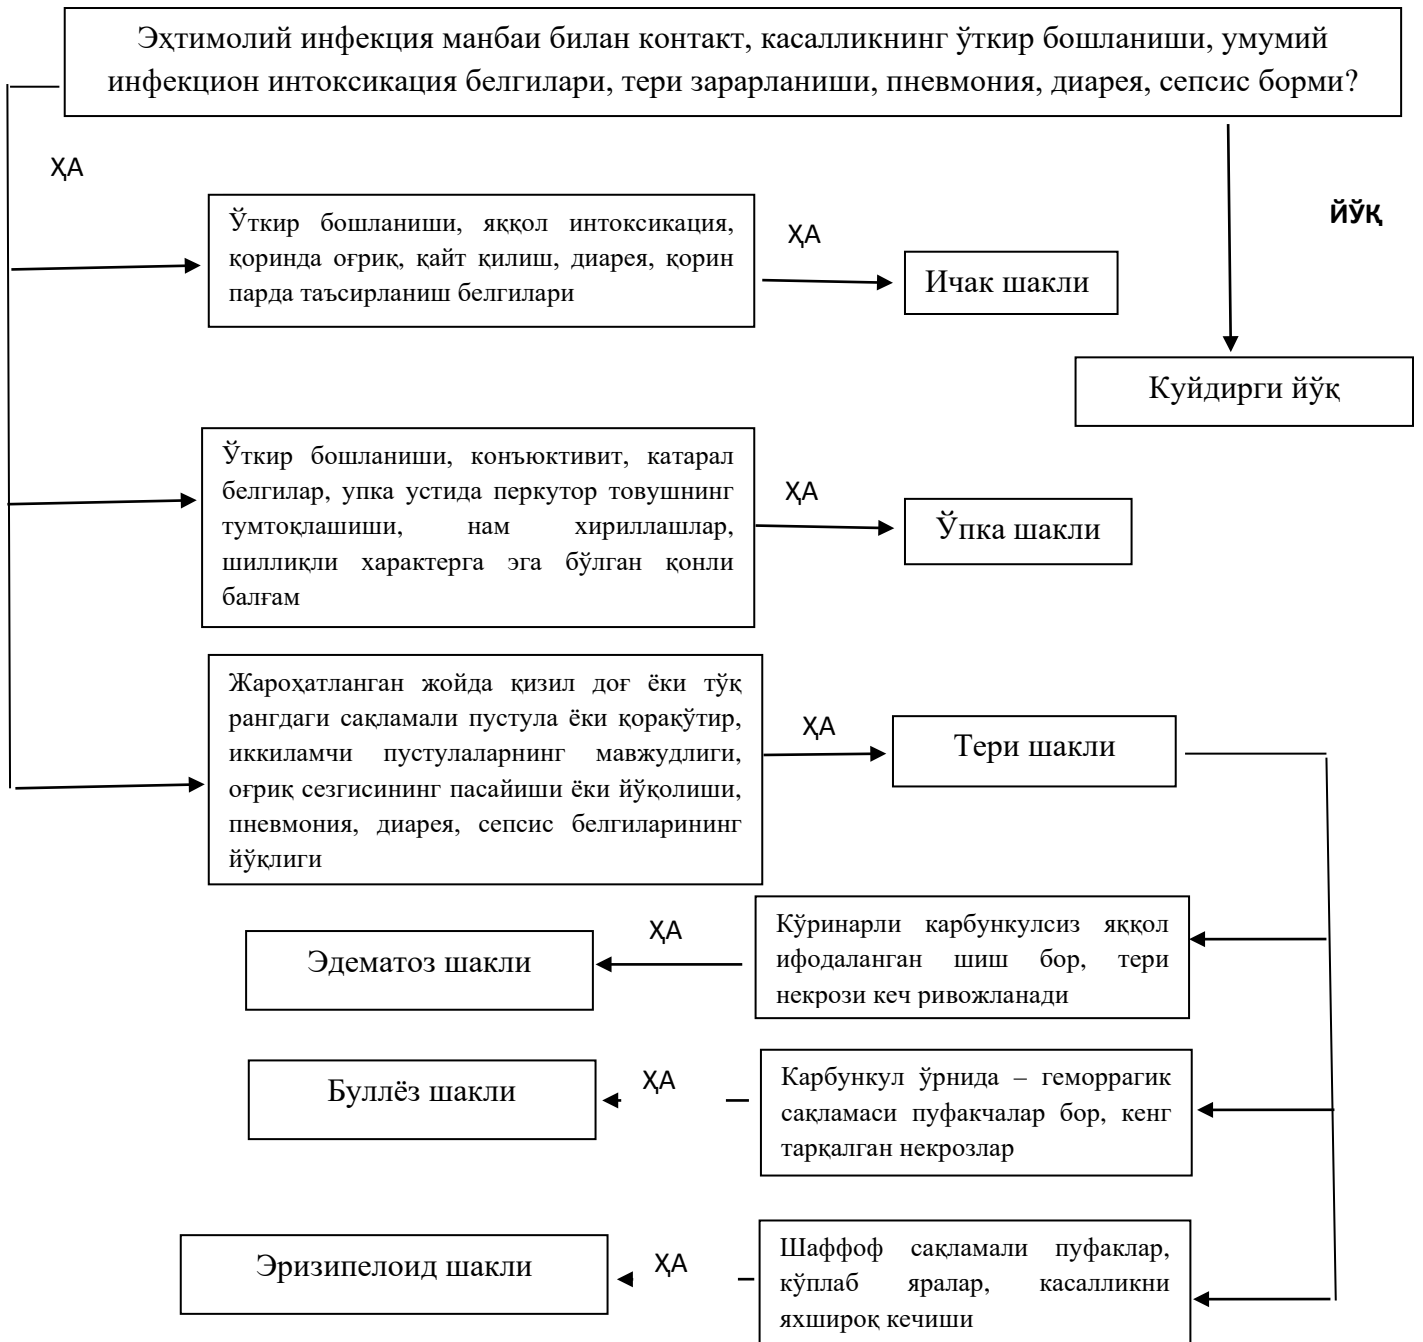 Эҳтимолий инфекция манбаи билан контакт, касалликнинг ўткир бошланиши, умумий
инфекцион интоксикация белгилари, тери зарарланиши, пневмония, диарея, сепсис борми?
ҲА
ЙЎҚ
Ўткир бошланиши, яққол интоксикация,
қоринда оғриқ, қайт қилиш, диарея, қорин
парда таъсирланиш белгилари
ҲА
Ичак шакли
Куйдирги йўқ
Ўткир бошланиши, конъюктивит, катарал
белгилар, упка устида перкутор товушнинг
тумтоқлашиши, нам хириллашлар,
шиллиқли характерга эга бўлган қонли
балғам
ҲА
Ўпка шакли
Жароҳатланган жойда қизил доғ ёки тўқ
рангдаги сақламали пустула ёки қорақўтир,
иккиламчи пустулаларнинг мавжудлиги,
оғриқ сезгисининг пасайиши ёки йўқолиши,
пневмония, диарея, сепсис белгиларининг
йўқлиги
ҲА
Тери шакли
Кўринарли карбункулсиз яққол
ифодаланган шиш бор, тери
некрози кеч ривожланади
ҲА
Эдематоз шакли
Карбункул ўрнида – геморрагик
сақламаси пуфакчалар бор, кенг
тарқалган некрозлар
ҲА
Буллёз шакли
Шаффоф сақламали пуфаклар,
кўплаб яралар, касалликни
яхшироқ кечиши
ҲА
Эризипелоид шакли